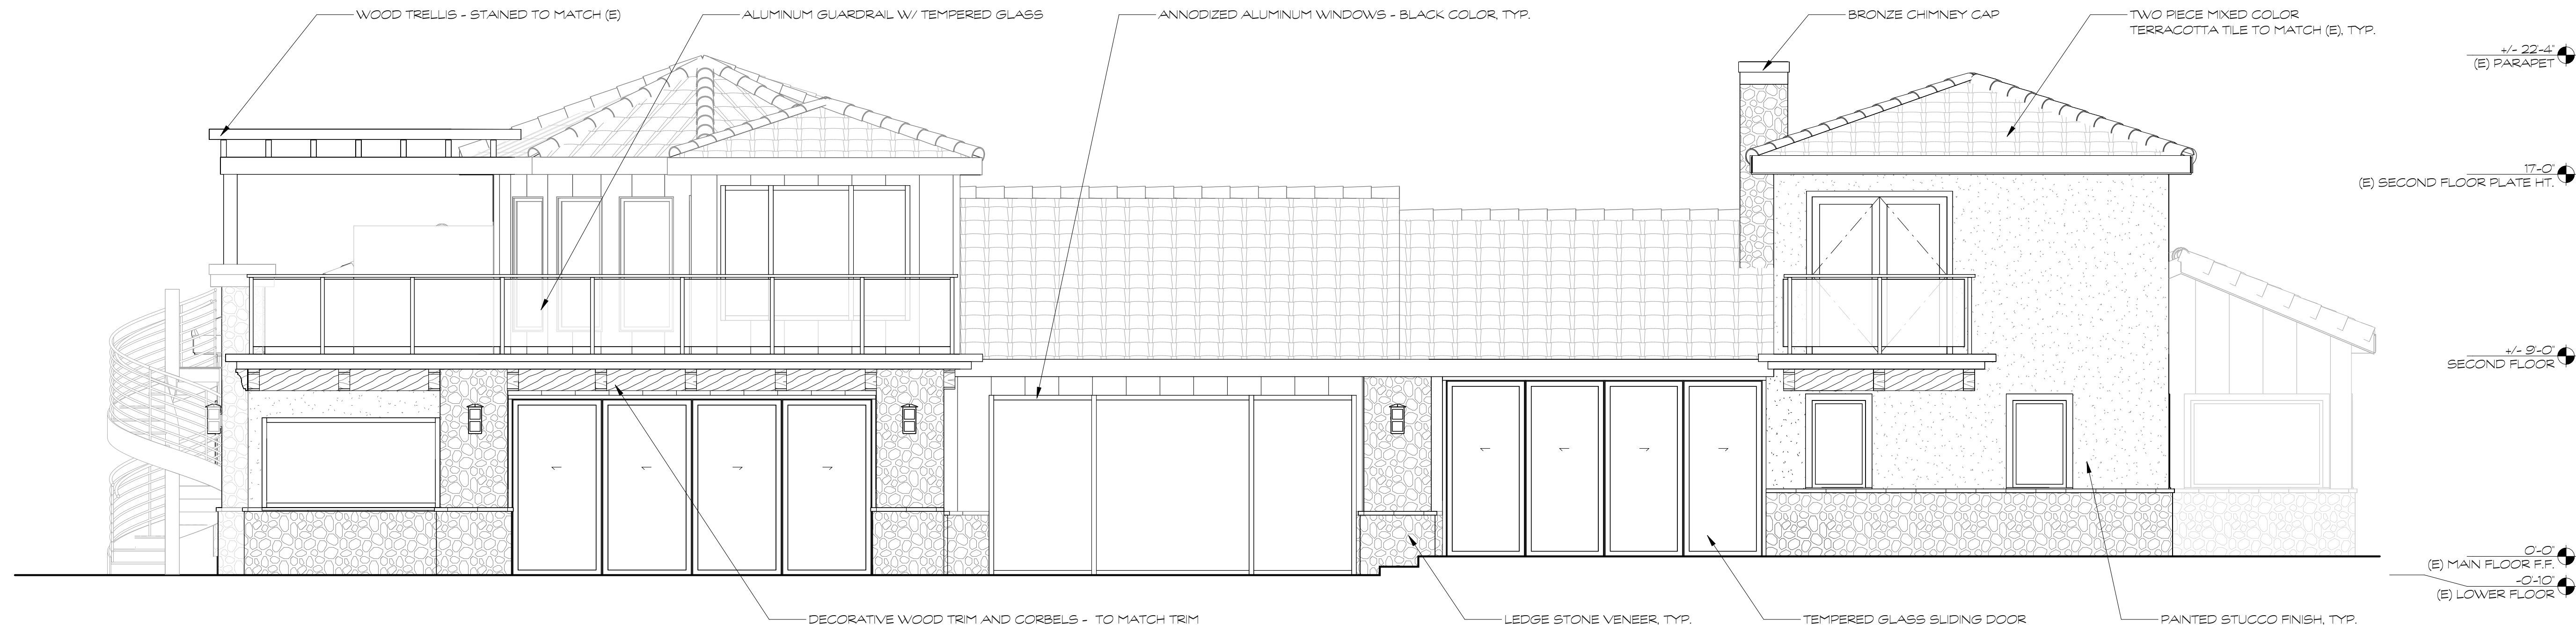 WOOD TRELLIS - STAINED TO MATCH (E)
ALUMINUM GUARDRAIL W/ TEMPERED GLASS
ANNODIZED ALUMINUM WINDOWS - BLACK COLOR, TYP.
BRONZE CHIMNEY CAP
TWO PIECE MIXED COLOR
TERRACOTTA TILE TO MATCH (E), TYP.
+/- 22'-4"
(E) PARAPET
17'-0"
(E) SECOND FLOOR PLATE HT.
+/- 9'-0"
SECOND FLOOR
0'-0"
(E) MAIN FLOOR F.F.
-0'-10"
(E) LOWER FLOOR
DECORATIVE WOOD TRIM AND CORBELS - TO MATCH TRIM
LEDGE STONE VENEER, TYP.
TEMPERED GLASS SLIDING DOOR
PAINTED STUCCO FINISH, TYP.